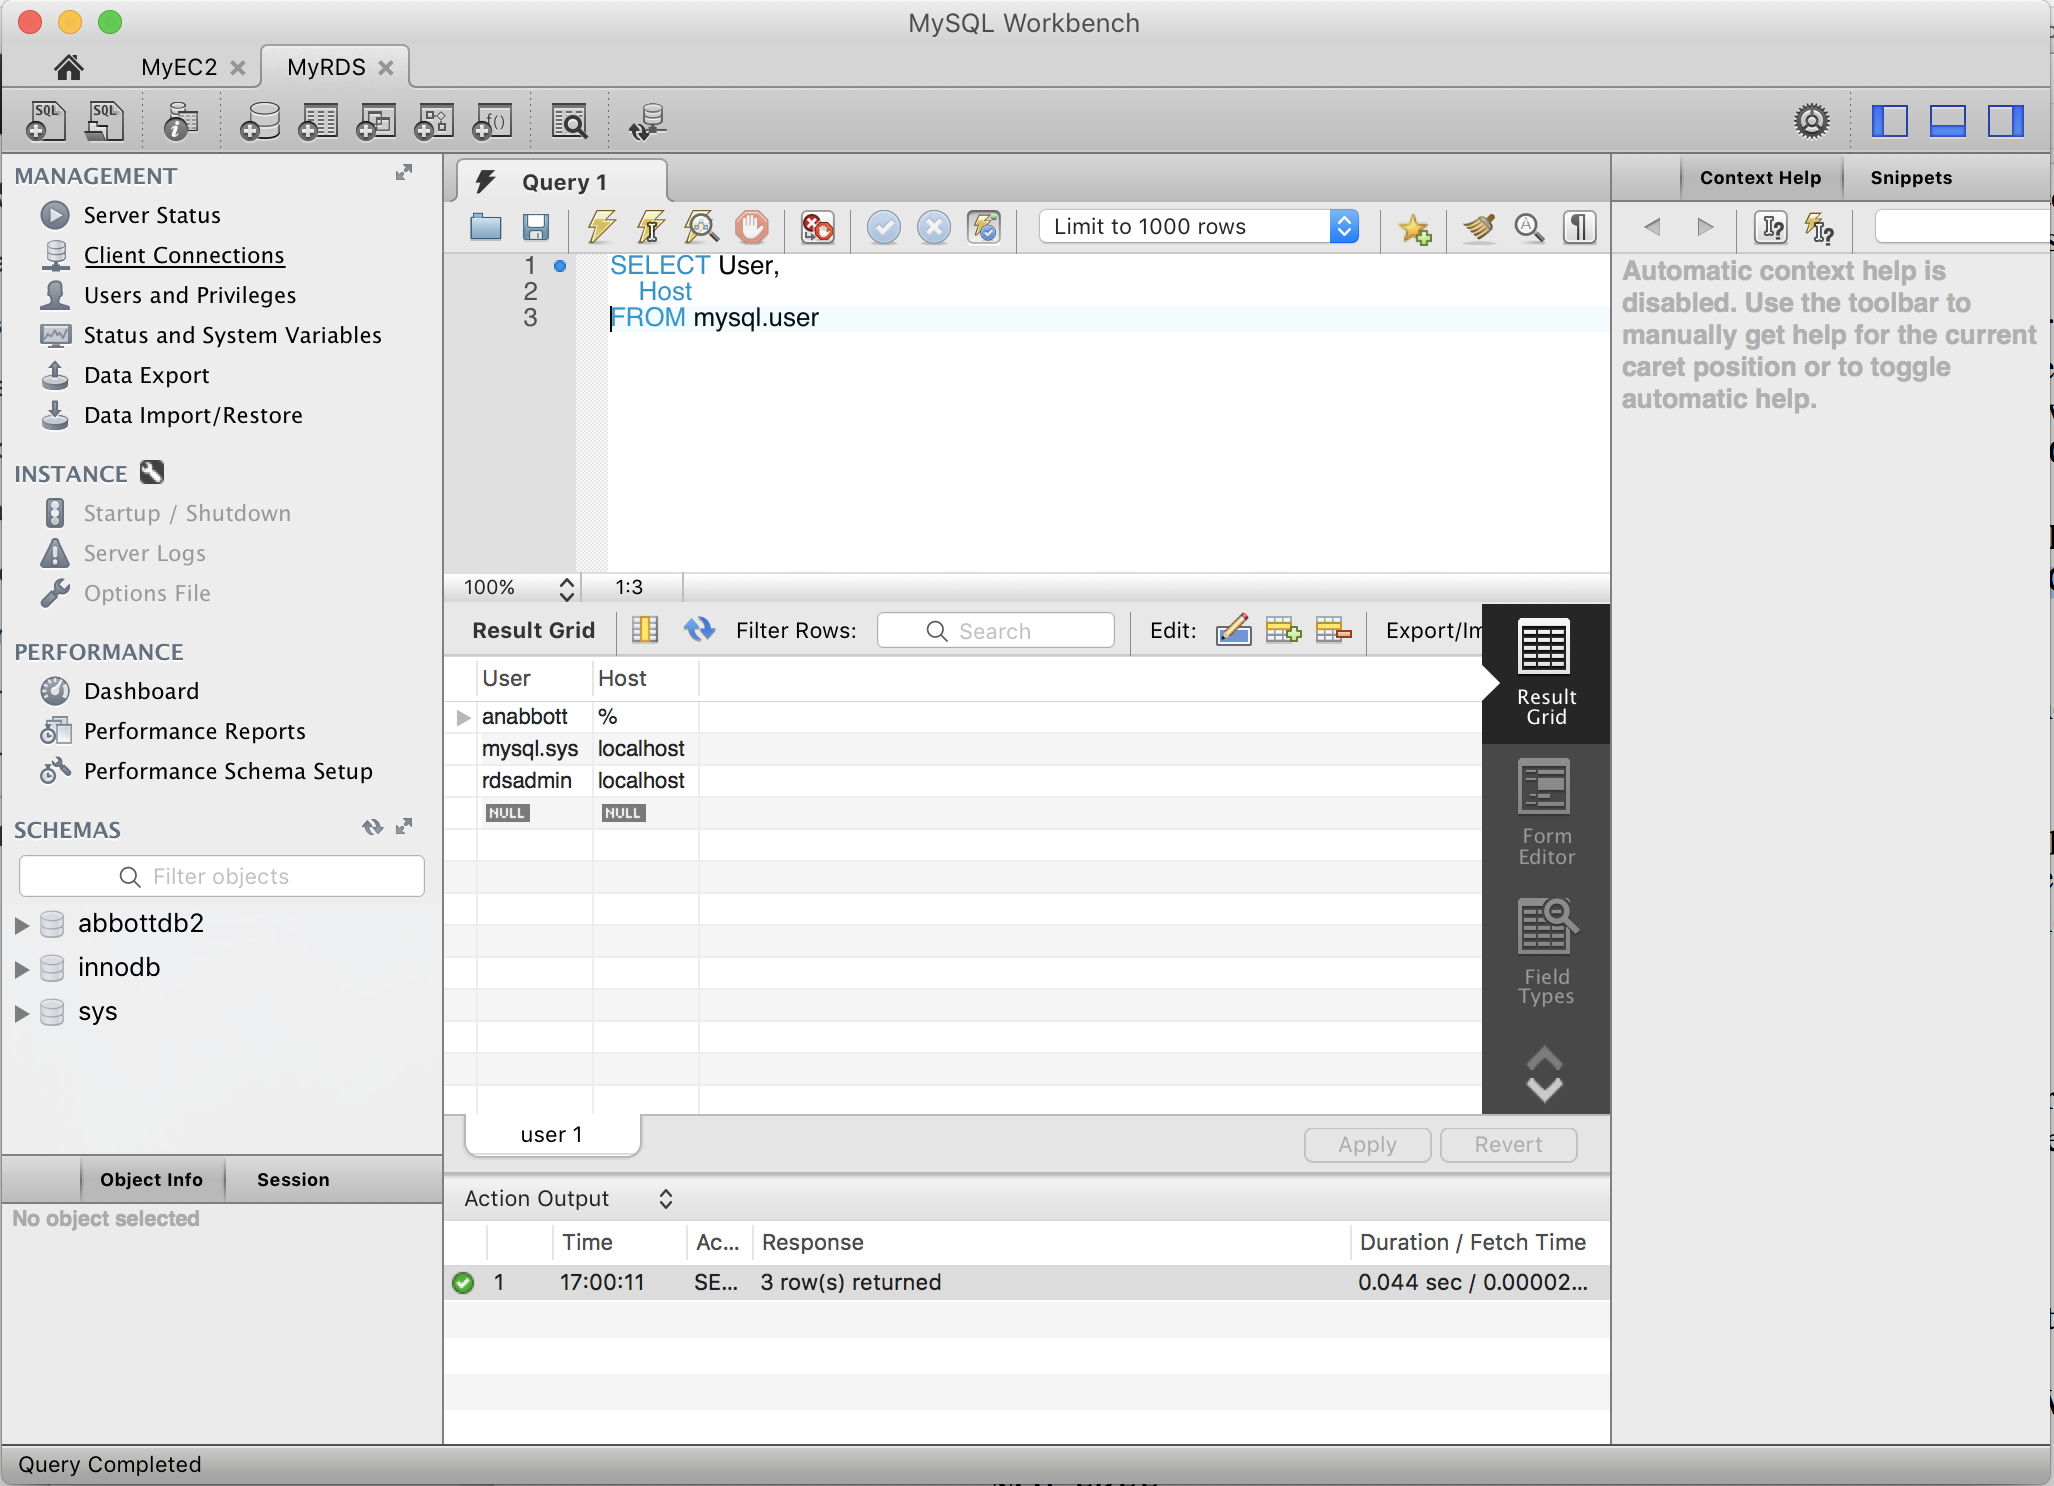 MySQL Workbench
MyEC2
MyRDS
SQL
SQL
f()
MANAGEMENT
Server Status
Client Connections
Users and Privileges
Status and System Variables
Data Export
Data Import/Restore
INSTANCE
Startup / Shutdown
Server Logs
Options File
PERFORMANCE
Dashboard
Performance Reports
Performance Schema Setup
SCHEMAS
Filter objects
abbottdb2
innodb
sys
Object Info
Session
No object selected
Query 1
Limit to 1000 rows
1 SELECT User,
2 Host
3 FROM mysql.user
100%
1:3
Result Grid
Filter Rows:
Search
Edit:
Export/Im
User Host
anabbott %
mysql.sys localhost
rdsadmin localhost
NULL NULL
Result
Grid
Form
Editor
Field
Types
user 1
Apply
Revert
Action Output
Time Ac... Response Duration / Fetch Time
1 17:00:11 SE... 3 row(s) returned 0.044 sec / 0.00002...
Context Help
Snippets
Automatic context help is
disabled. Use the toolbar to
manually get help for the current
caret position or to toggle
automatic help.
Query Completed